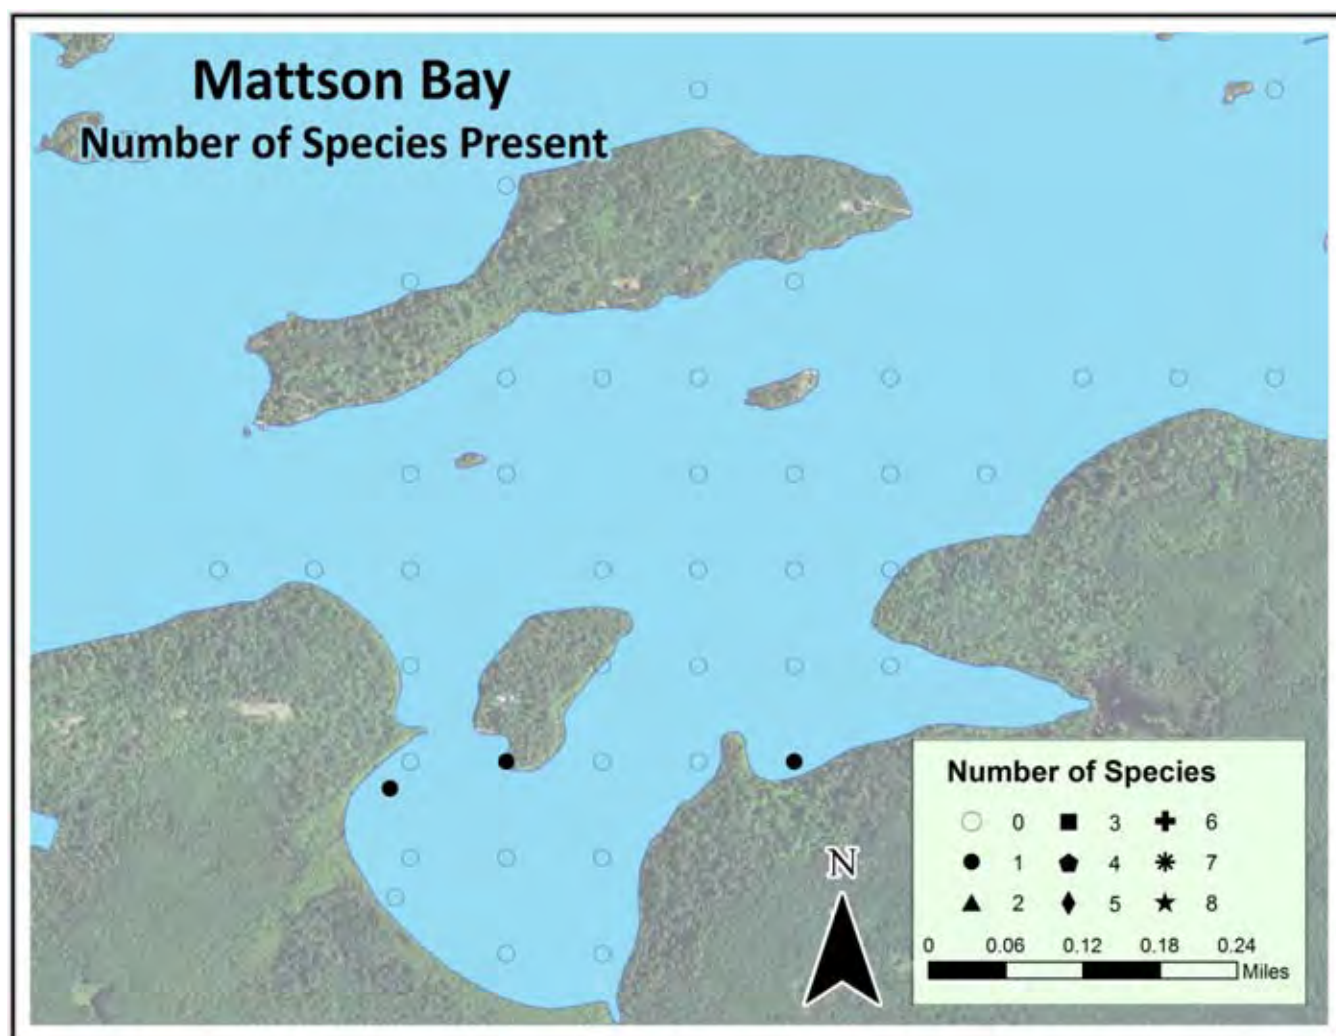 Mattson Bay
Number of Species Present
N
Number of Species
0 3 6
1 4 7
2 5 8
0 0.06 0.12 0.18 0.24
Miles